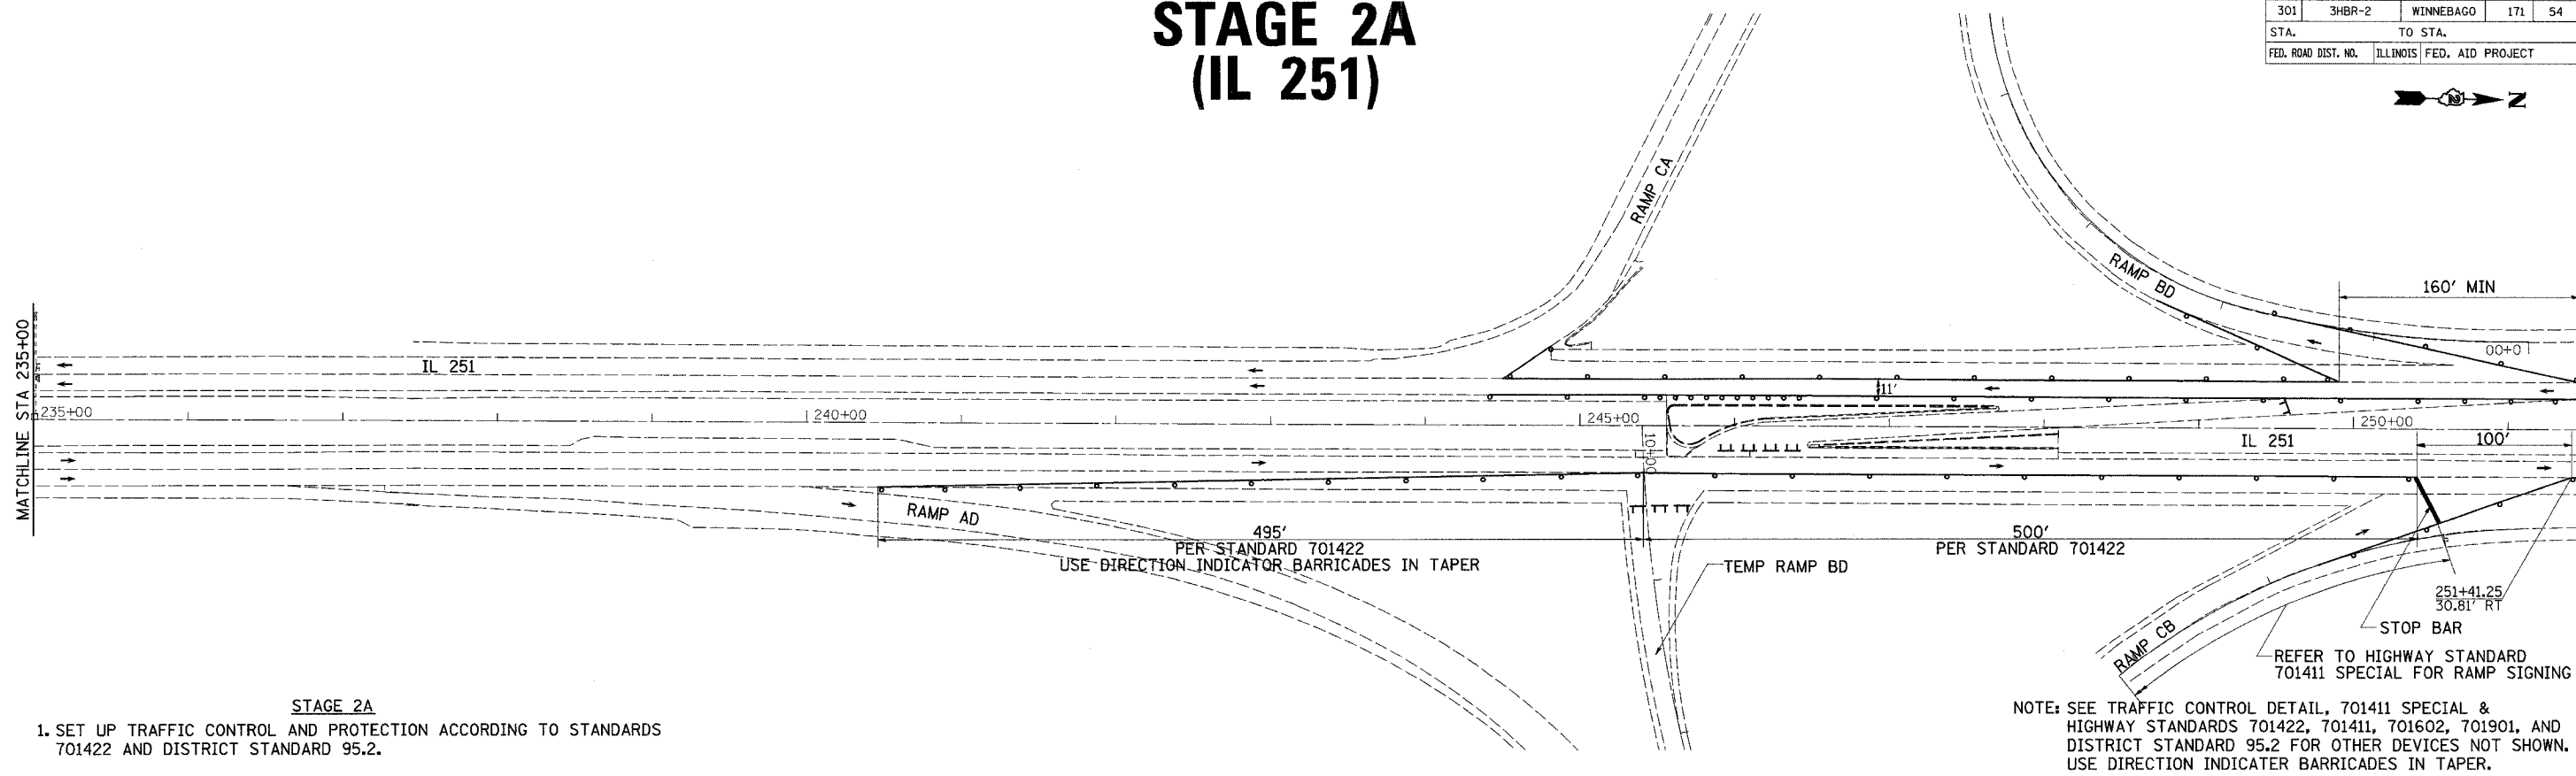 STAGE 2A
(IL 251)
301 3HBR-2 WINNEBAGO 171 54
STA. TO STA.
FED. ROAD DIST. NO. ILLINOIS FED. AID PROJECT
N
RAMP CA
RAMP BD
160' MIN
00+01
MATCHLINE STA 235+00
IL 251
11'
235+00
240+00
245+00
250+00
10+00
IL 251
100'
RAMP AD
495'
PER STANDARD 701422
USE DIRECTION INDICATOR BARRICADES IN TAPER
500'
PER STANDARD 701422
TEMP RAMP BD
251+41.25
30.81' RT
STOP BAR
RAMP CB
REFER TO HIGHWAY STANDARD
701411 SPECIAL FOR RAMP SIGNING
STAGE 2A
1. SET UP TRAFFIC CONTROL AND PROTECTION ACCORDING TO STANDARDS
701422 AND DISTRICT STANDARD 95.2.
NOTE: SEE TRAFFIC CONTROL DETAIL, 701411 SPECIAL &
HIGHWAY STANDARDS 701422, 701411, 701602, 701901, AND
DISTRICT STANDARD 95.2 FOR OTHER DEVICES NOT SHOWN.
USE DIRECTION INDICATER BARRICADES IN TAPER.